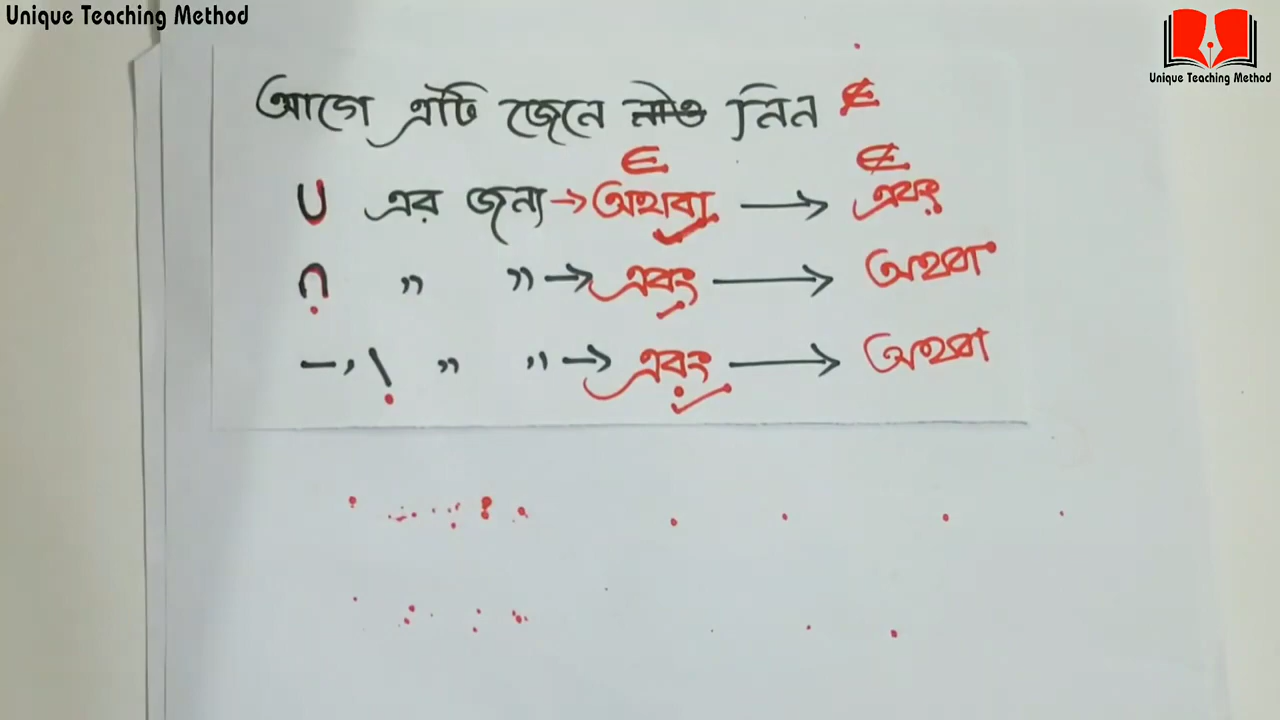 Unique Teaching Method
Unique Teaching Method
আগে এটি জেনে নাও নিন ∉
∈ ∉
∪ এর জন্য → অথবা → এবং
∩ " " → এবং → অথবা
−, \ " " → এবং → অথবা